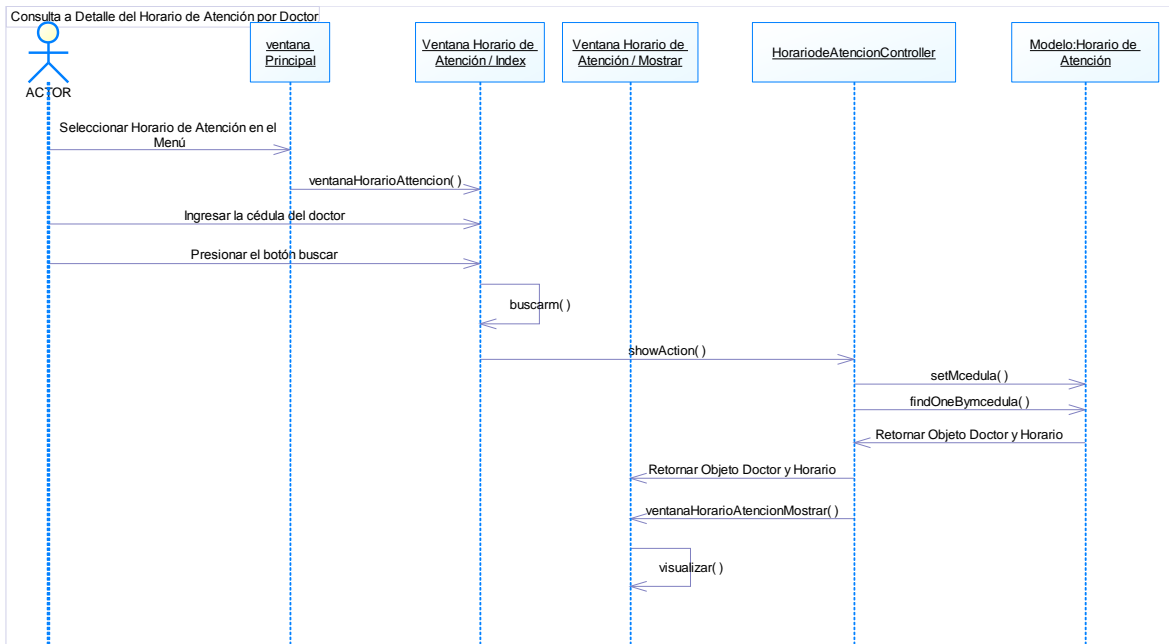 Consulta a Detalle del Horario de Atención por Doctor
ACTOR
ventana
Principal
Ventana Horario de
Atención / Index
Ventana Horario de
Atención / Mostrar
HorariodeAtencionController
Modelo:Horario de
Atención
Seleccionar Horario de Atención en el
Menú
ventanaHorarioAttencion( )
Ingresar la cédula del doctor
Presionar el botón buscar
buscarm( )
showAction( )
setMcedula( )
findOneBymcedula( )
Retornar Objeto Doctor y Horario
Retornar Objeto Doctor y Horario
ventanaHorarioAtencionMostrar( )
visualizar( )